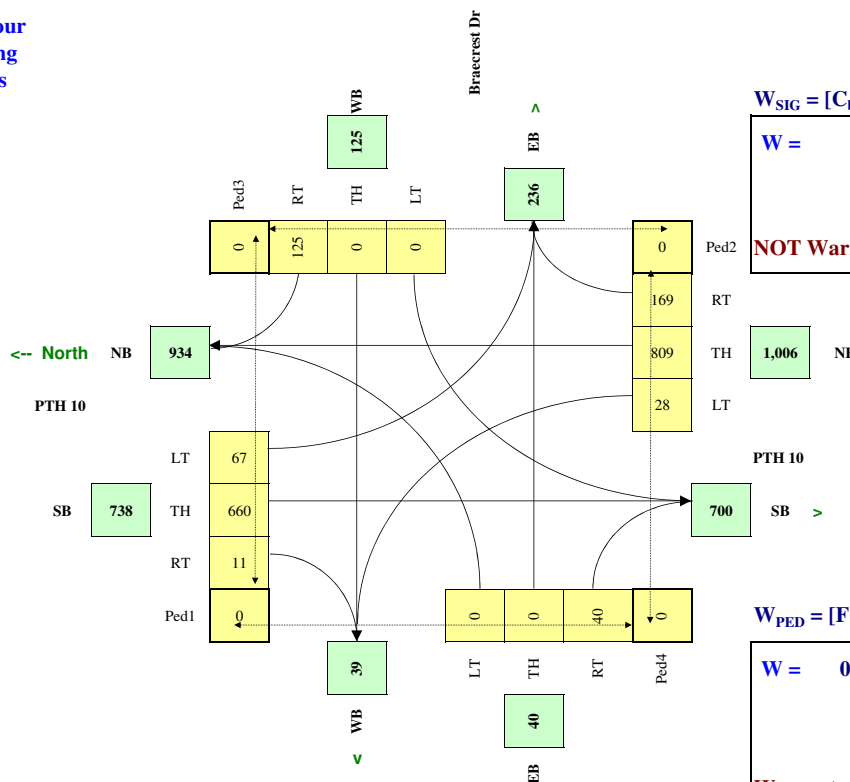 our
ng
s
Braecrest Dr
WB
125
^
EB
236
W_SIG = [C
W =
NOT War
Ped3
RT
TH
LT
0
125
0
0
0
Ped2
169
RT
<-- North
NB
934
809
TH
1,006
28
LT
PTH 10
LT
67
PTH 10
SB
738
TH
660
700
SB
>
RT
11
Ped1
0
0
0
40
0
39
LT
TH
RT
Ped4
WB
v
40
EB
W_PED = [F
W =
0